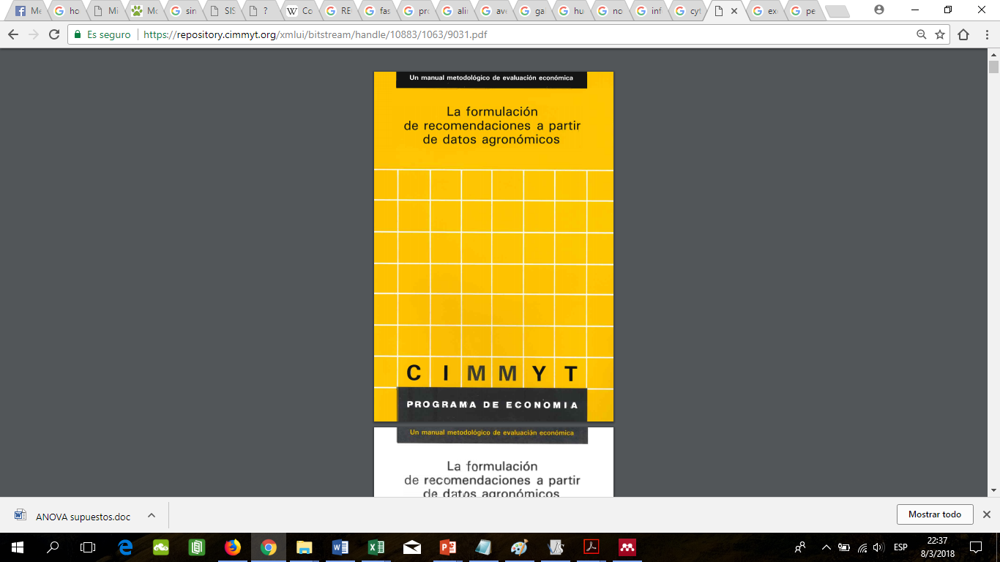 Me
ho
Mi
Mc
sin
SIS
?
Co
RE
fas
pro
alin
ave
ga
hu
no
inf
cyt
exc
pe
Es seguro https://repository.cimmyt.org/xmlui/bitstream/handle/10883/1063/9031.pdf
Un manual metodológico de evaluación económica
La formulación
de recomendaciones a partir
de datos agronómicos
C I M M Y T
PROGRAMA DE ECONOMIA
Un manual metodológico de evaluación económica
La formulación
de recomendaciones a partir
de datos agronómicos
ANOVA supuestos.doc
Mostrar todo
ESP
22:37
8/3/2018